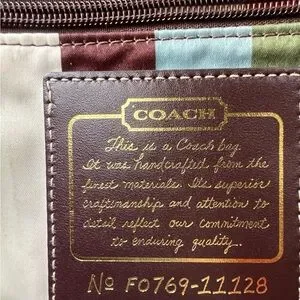 COACH
This is a Coach bag.
It was handcrafted from the
finest materials. Its superior
craftsmanship and attention to
detail reflect our commitment
to enduring quality.
No F0769-11128